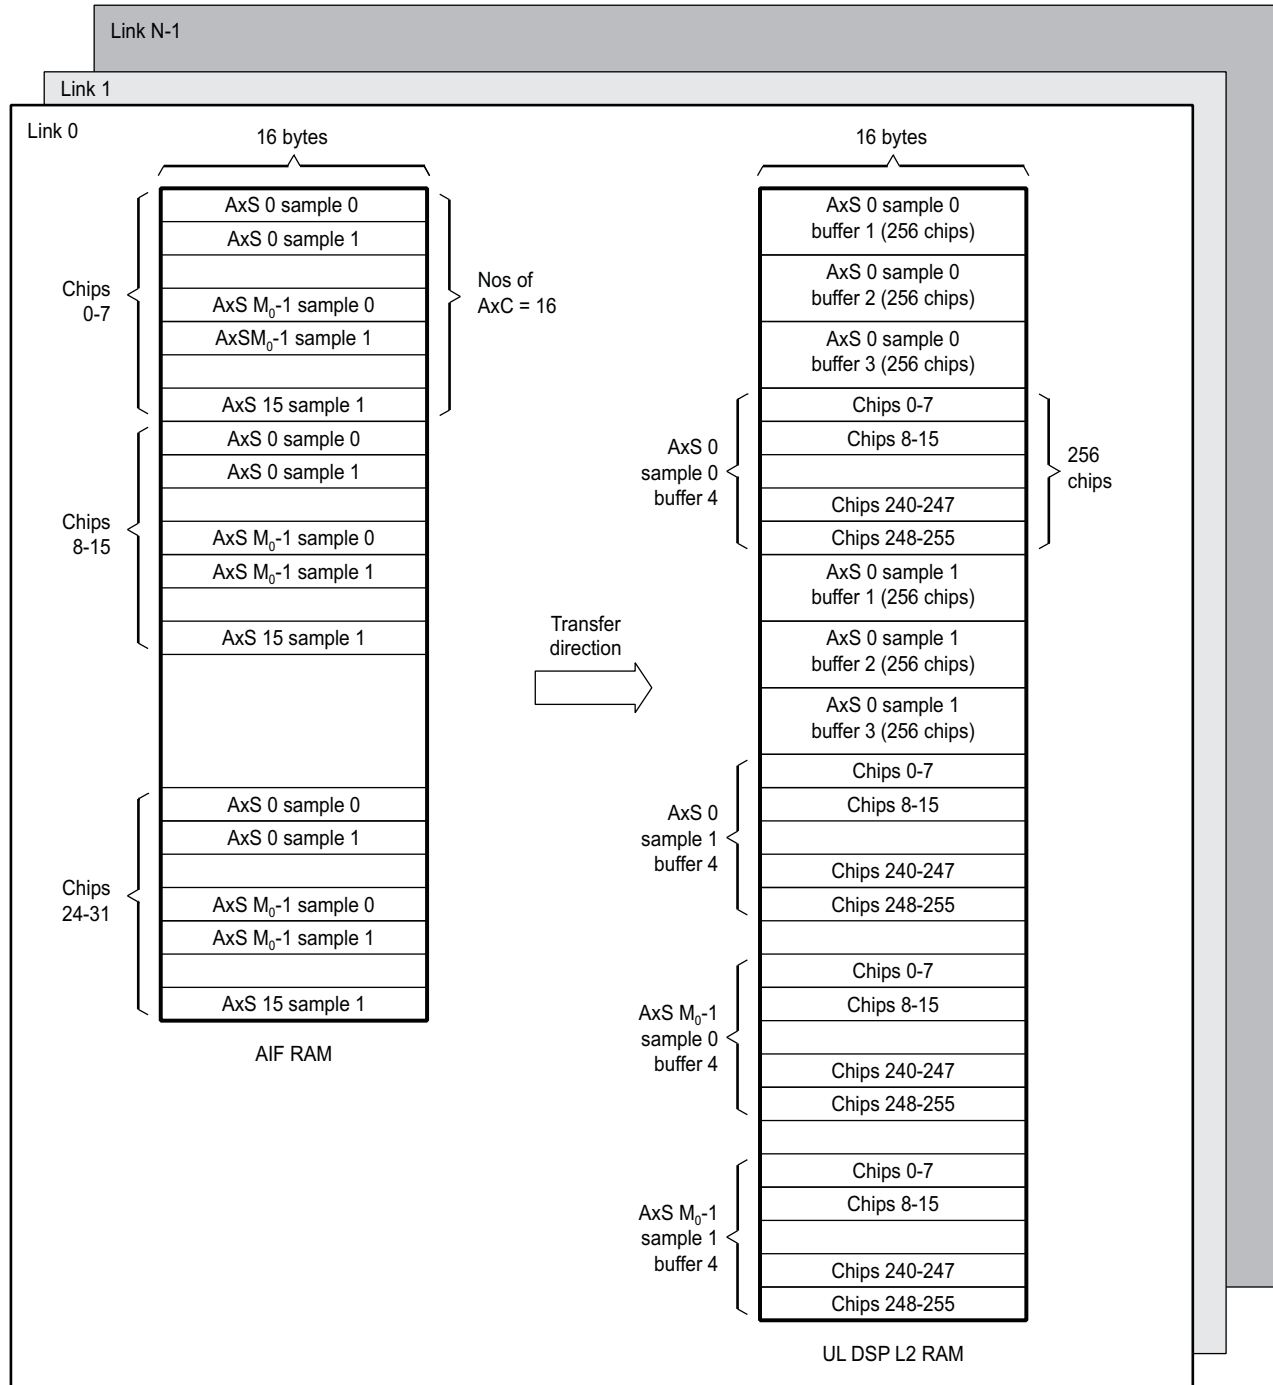 Link N-1
Link 1
Link 0
16 bytes
AxS 0 sample 0
AxS 0 sample 1
AxS M₀-1 sample 0
AxSM₀-1 sample 1
AxS 15 sample 1
AxS 0 sample 0
AxS 0 sample 1
AxS M₀-1 sample 0
AxS M₀-1 sample 1
AxS 15 sample 1
AxS 0 sample 0
AxS 0 sample 1
AxS M₀-1 sample 0
AxS M₀-1 sample 1
AxS 15 sample 1
Chips
0-7
Chips
8-15
Chips
24-31
Nos of
AxC = 16
AIF RAM
Transfer
direction
16 bytes
AxS 0 sample 0
buffer 1 (256 chips)
AxS 0 sample 0
buffer 2 (256 chips)
AxS 0 sample 0
buffer 3 (256 chips)
Chips 0-7
Chips 8-15
Chips 240-247
Chips 248-255
AxS 0 sample 1
buffer 1 (256 chips)
AxS 0 sample 1
buffer 2 (256 chips)
AxS 0 sample 1
buffer 3 (256 chips)
Chips 0-7
Chips 8-15
Chips 240-247
Chips 248-255
Chips 0-7
Chips 8-15
Chips 240-247
Chips 248-255
Chips 0-7
Chips 8-15
Chips 240-247
Chips 248-255
AxS 0
sample 0
buffer 4
AxS 0
sample 1
buffer 4
AxS M₀-1
sample 0
buffer 4
AxS M₀-1
sample 1
buffer 4
256
chips
UL DSP L2 RAM